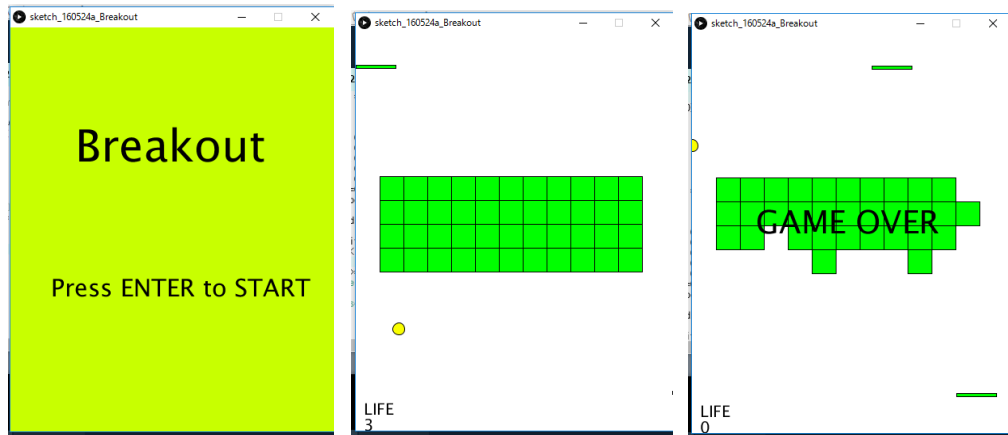 sketch_160524a_Breakout
Breakout
Press ENTER to START
sketch_160524a_Breakout
LIFE
3
sketch_160524a_Breakout
GAME OVER
LIFE
0